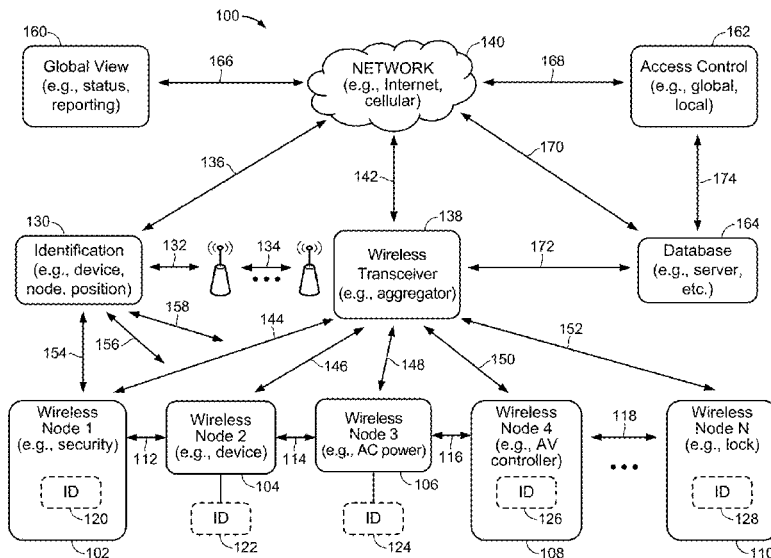 100
160
Global View
(e.g., status,
reporting)
166
140
NETWORK
(e.g., Internet,
cellular)
168
162
Access Control
(e.g., global,
local)
136
142
170
174
130
Identification
(e.g., device,
node, position)
132
134
138
Wireless
Transceiver
(e.g., aggregator)
172
164
Database
(e.g., server,
etc.)
154
156
158
144
146
148
150
152
Wireless
Node 1
(e.g., security)
ID
120
102
112
Wireless
Node 2
(e.g., device)
104
ID
122
114
Wireless
Node 3
(e.g., AC power)
106
ID
124
116
Wireless
Node 4
(e.g., AV
controller)
ID
126
108
118
Wireless
Node N
(e.g., lock)
ID
128
110